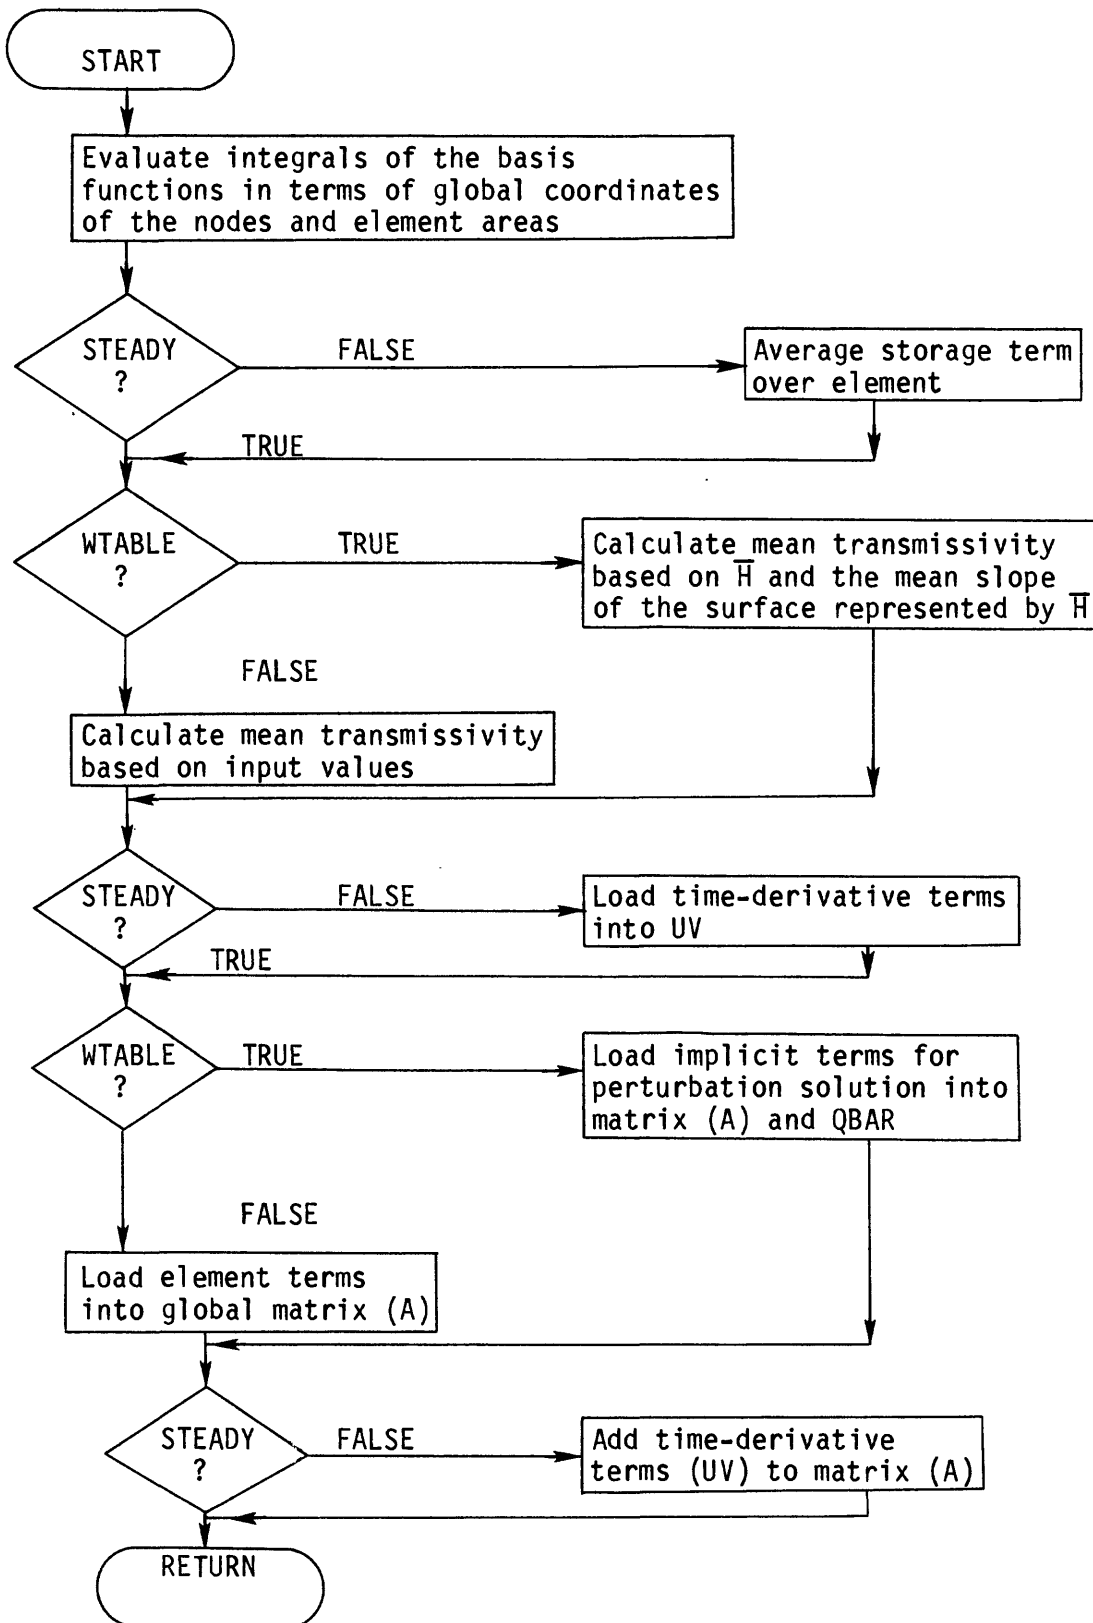 START
Evaluate integrals of the basis
functions in terms of global coordinates
of the nodes and element areas
STEADY
?
FALSE
Average storage term
over element
TRUE
WTABLE
?
TRUE
Calculate mean transmissivity
based on H̅ and the mean slope
of the surface represented by H̅
FALSE
Calculate mean transmissivity
based on input values
STEADY
?
FALSE
Load time-derivative terms
into UV
TRUE
WTABLE
?
TRUE
Load implicit terms for
perturbation solution into
matrix (A) and QBAR
FALSE
Load element terms
into global matrix (A)
STEADY
?
FALSE
Add time-derivative
terms (UV) to matrix (A)
RETURN